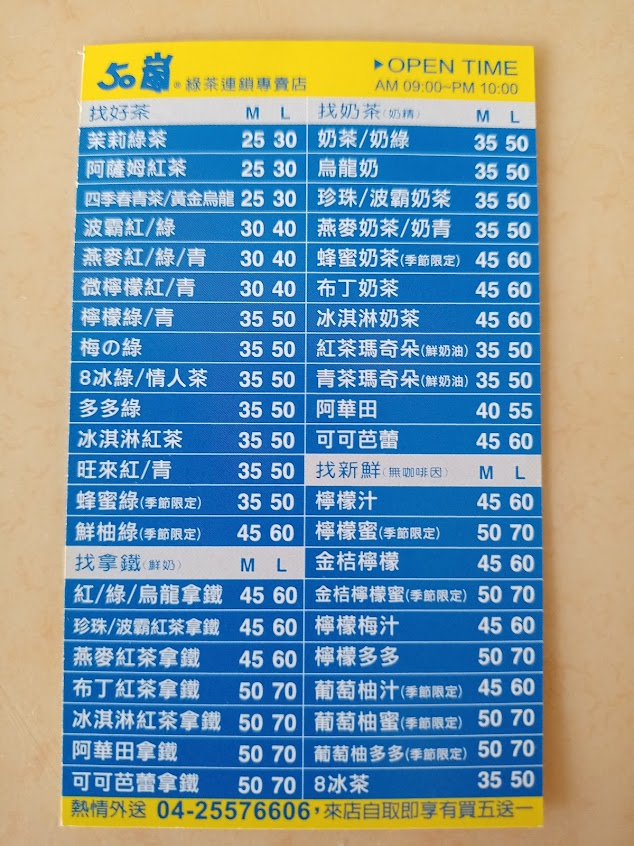 50嵐®綠茶連鎖專賣店
▶OPEN TIME
AM 09:00~PM 10:00
找好茶 M L
茉莉綠茶 25 30
阿薩姆紅茶 25 30
四季春青茶/黃金烏龍 25 30
波霸紅/綠 30 40
燕麥紅/綠/青 30 40
微檸檬紅/青 30 40
檸檬綠/青 35 50
梅の綠 35 50
8冰綠/情人茶 35 50
多多綠 35 50
冰淇淋紅茶 35 50
旺來紅/青 35 50
蜂蜜綠(季節限定) 35 50
鮮柚綠(季節限定) 45 60
找拿鐵(鮮奶) M L
紅/綠/烏龍拿鐵 45 60
珍珠/波霸紅茶拿鐵 45 60
燕麥紅茶拿鐵 45 60
布丁紅茶拿鐵 50 70
冰淇淋紅茶拿鐵 50 70
阿華田拿鐵 50 70
可可芭蕾拿鐵 50 70
找奶茶(奶精) M L
奶茶/奶綠 35 50
烏龍奶 35 50
珍珠/波霸奶茶 35 50
燕麥奶茶/奶青 35 50
蜂蜜奶茶(季節限定) 45 60
布丁奶茶 45 60
冰淇淋奶茶 45 60
紅茶瑪奇朵(鮮奶油) 35 50
青茶瑪奇朵(鮮奶油) 35 50
阿華田 40 55
可可芭蕾 45 60
找新鮮(無咖啡因) M L
檸檬汁 45 60
檸檬蜜(季節限定) 50 70
金桔檸檬 45 60
金桔檸檬蜜(季節限定) 50 70
檸檬梅汁 45 60
檸檬多多 50 70
葡萄柚汁(季節限定) 45 60
葡萄柚蜜(季節限定) 50 70
葡萄柚多多(季節限定) 50 70
8冰茶 35 50
熱情外送 04-25576606,來店自取即享有買五送一